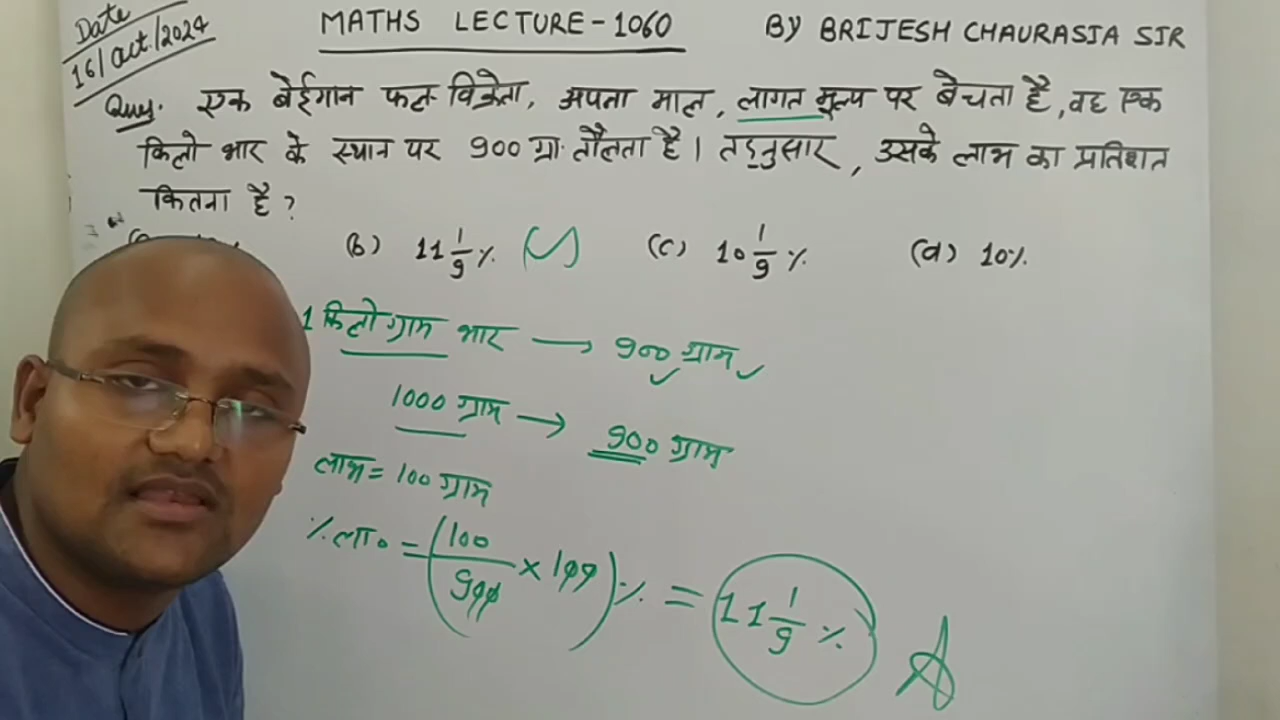 Date
16/oct./2024
MATHS LECTURE-1060
BY BRIJESH CHAURASIA SIR
Quy. एक बेईमान फल विक्रेता, अपना माल, लागत मूल्य पर बेचता है, वह एक
किलो भार के स्थान पर 900 ग्रा. तौलता है। तद्नुसार, उसके लाभ का प्रतिशत
कितना है?
(b) 11 1/9 % (c) 10 1/9 % (d) 10%
1 किलोग्राम भार → 900 ग्राम
1000 ग्राम → 900 ग्राम
लाभ = 100 ग्राम
% ला० = (100/900 × 100)% = 11 1/9 % A